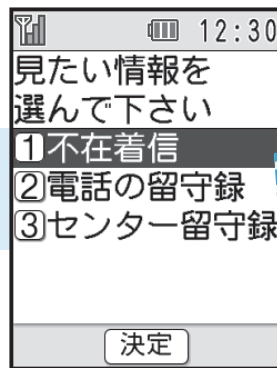 12:30
見たい情報を
選んで下さい
1不在着信
2電話の留守録
3センター留守録
決定